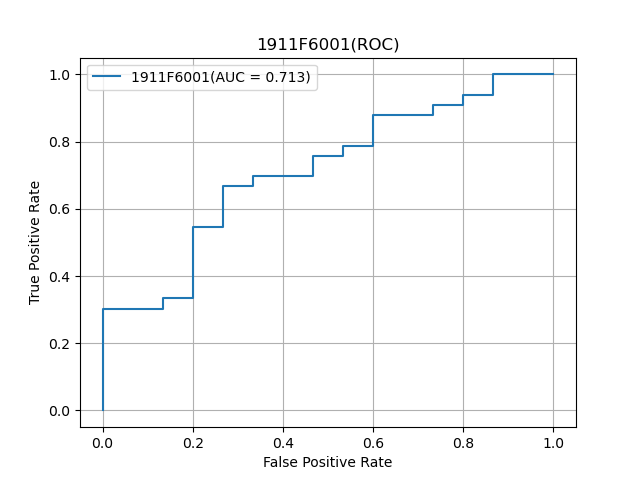 1911F6001(ROC)
1911F6001(AUC = 0.713)
1.0
0.8
0.6
0.4
0.2
0.0
True Positive Rate
0.0 0.2 0.4 0.6 0.8 1.0
False Positive Rate